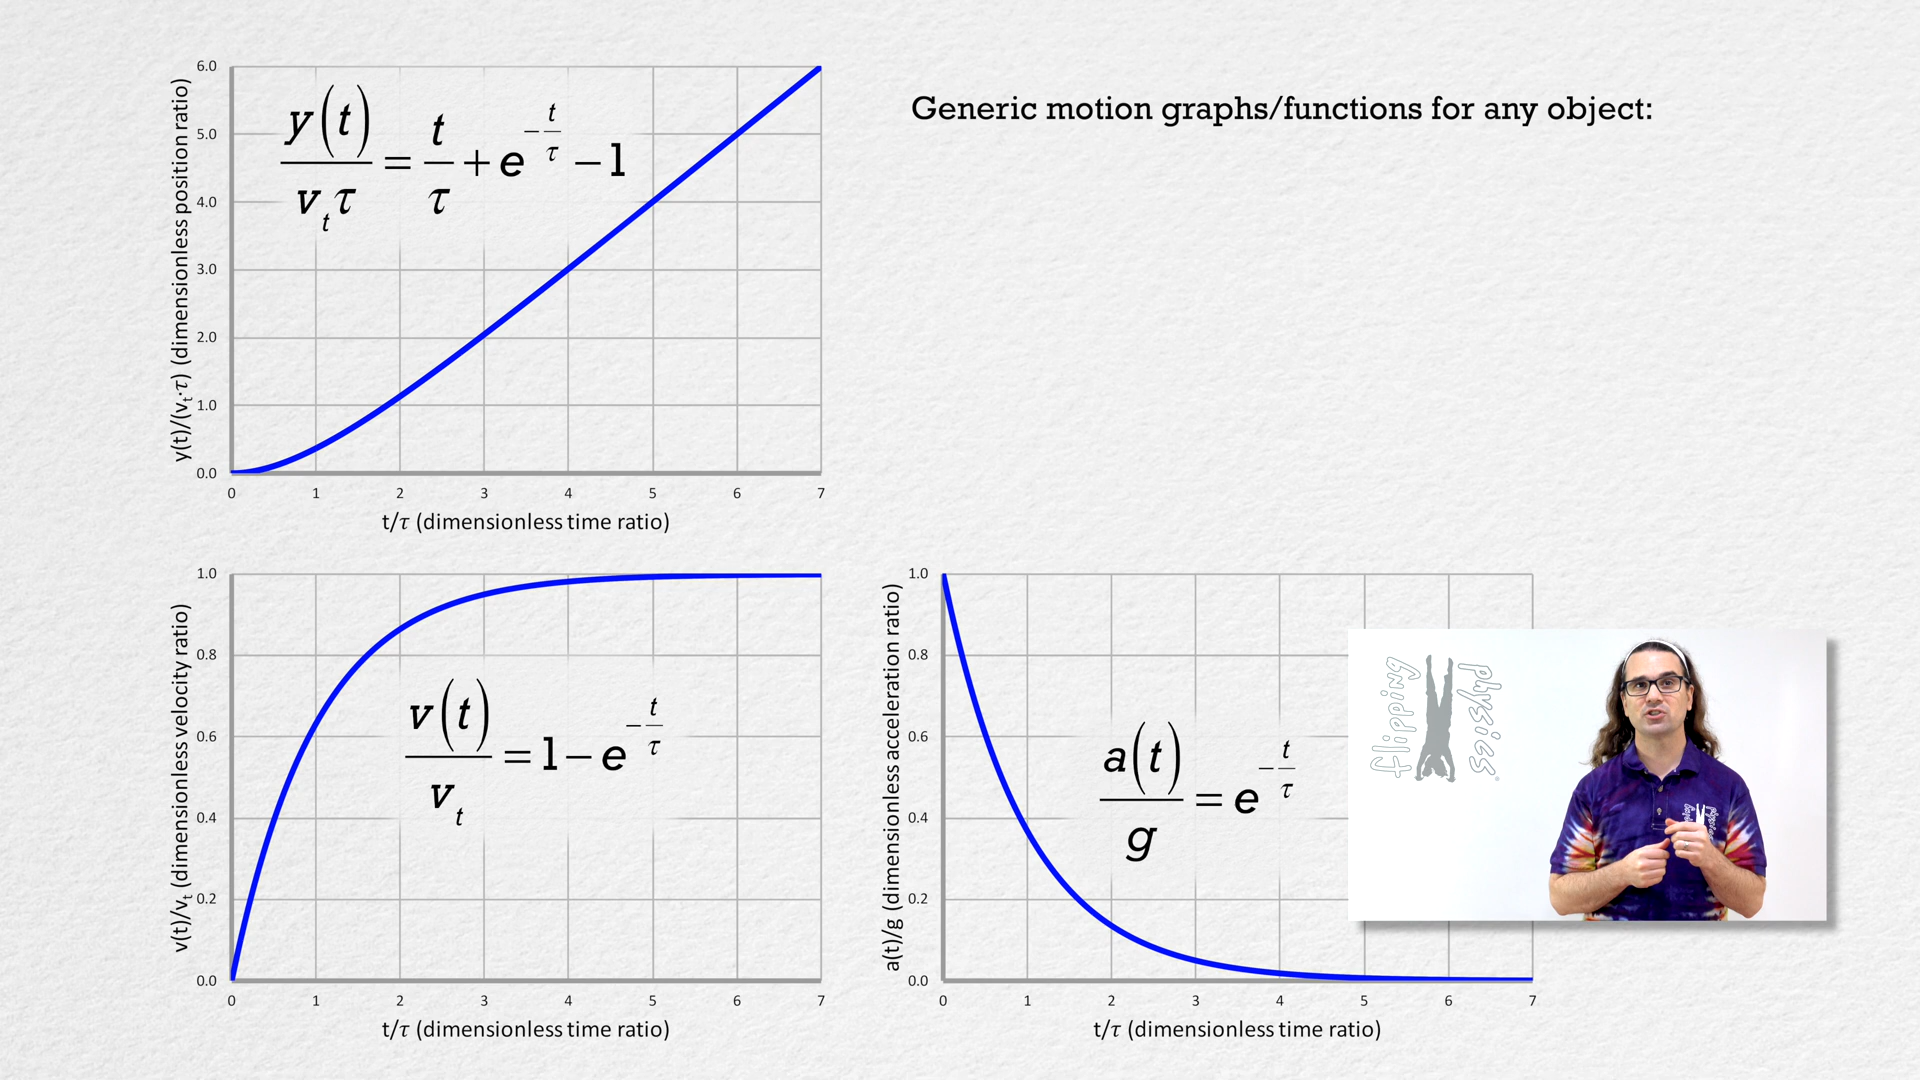 Generic motion graphs/functions for any object:
y(t)/(v_t τ) = t/τ + e^(-t/τ) - 1
y(t)/(vₜ·τ) (dimensionless position ratio)
6.0
5.0
4.0
3.0
2.0
1.0
0.0
0 1 2 3 4 5 6 7
t/τ (dimensionless time ratio)
v(t)/v_t = 1 - e^(-t/τ)
v(t)/vₜ (dimensionless velocity ratio)
1.0
0.8
0.6
0.4
0.2
0.0
0 1 2 3 4 5 6 7
t/τ (dimensionless time ratio)
a(t)/g = e^(-t/τ)
a(t)/g (dimensionless acceleration ratio)
1.0
0.8
0.6
0.4
0.2
0.0
0 1 2 3 4 5 6 7
t/τ (dimensionless time ratio)
flipping
physics